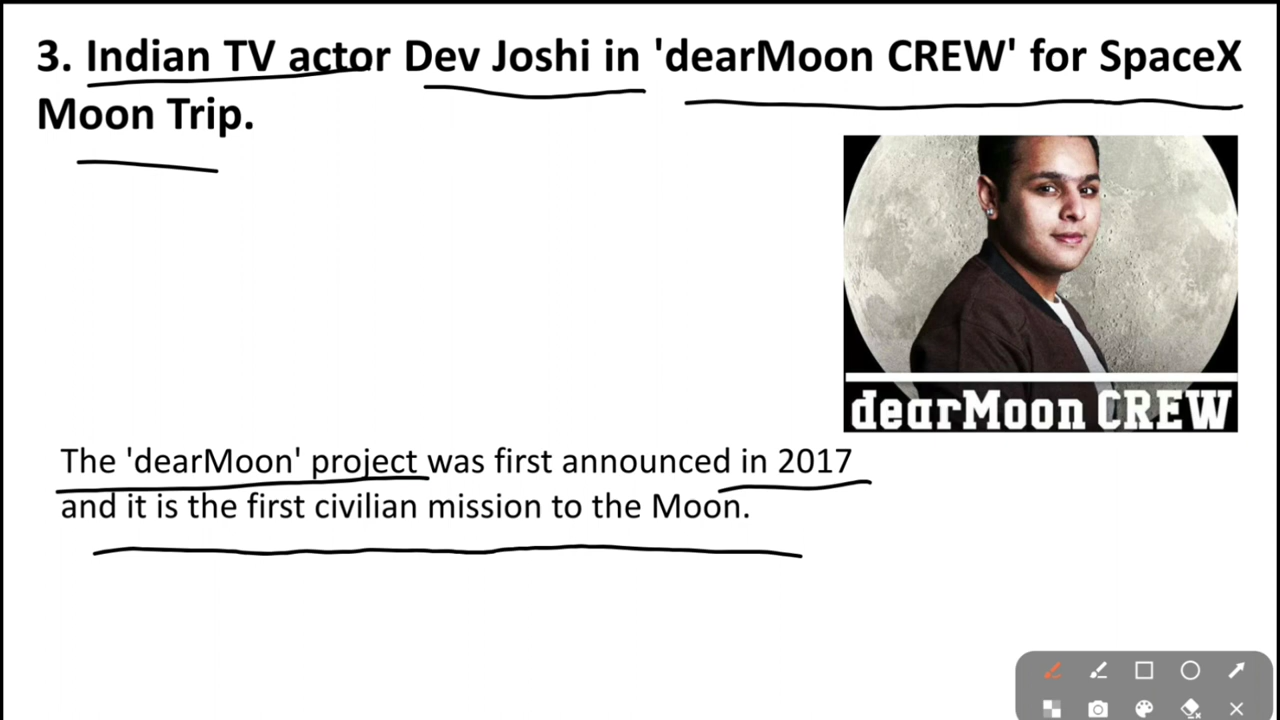 3. Indian TV actor Dev Joshi in 'dearMoon CREW' for SpaceX
Moon Trip.
dearMoon CREW
The 'dearMoon' project was first announced in 2017
and it is the first civilian mission to the Moon.